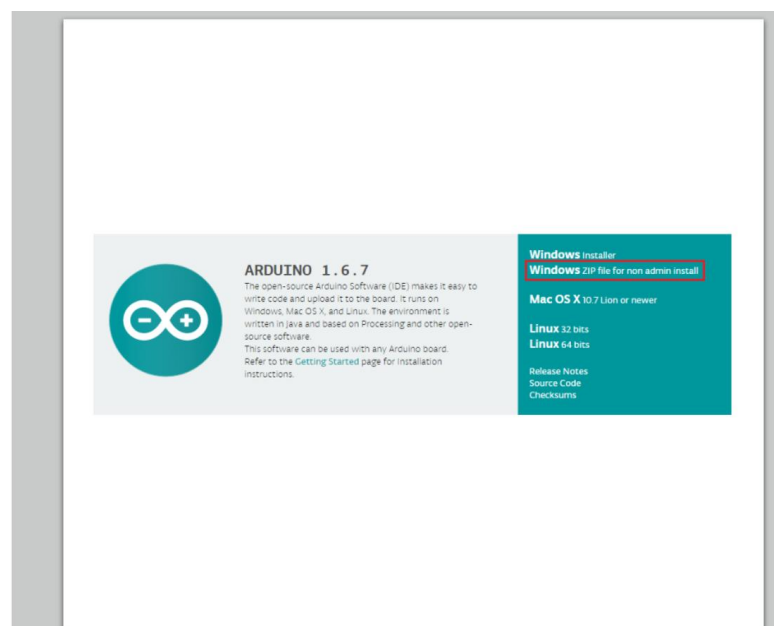 ARDUINO 1.6.7
The open-source Arduino Software (IDE) makes it easy to
write code and upload it to the board. It runs on
Windows, Mac OS X, and Linux. The environment is
written in Java and based on Processing and other open-
source software.
This software can be used with any Arduino board.
Refer to the Getting Started page for Installation
instructions.
Windows Installer
Windows ZIP file for non admin install
Mac OS X 10.7 Lion or newer
Linux 32 bits
Linux 64 bits
Release Notes
Source Code
Checksums